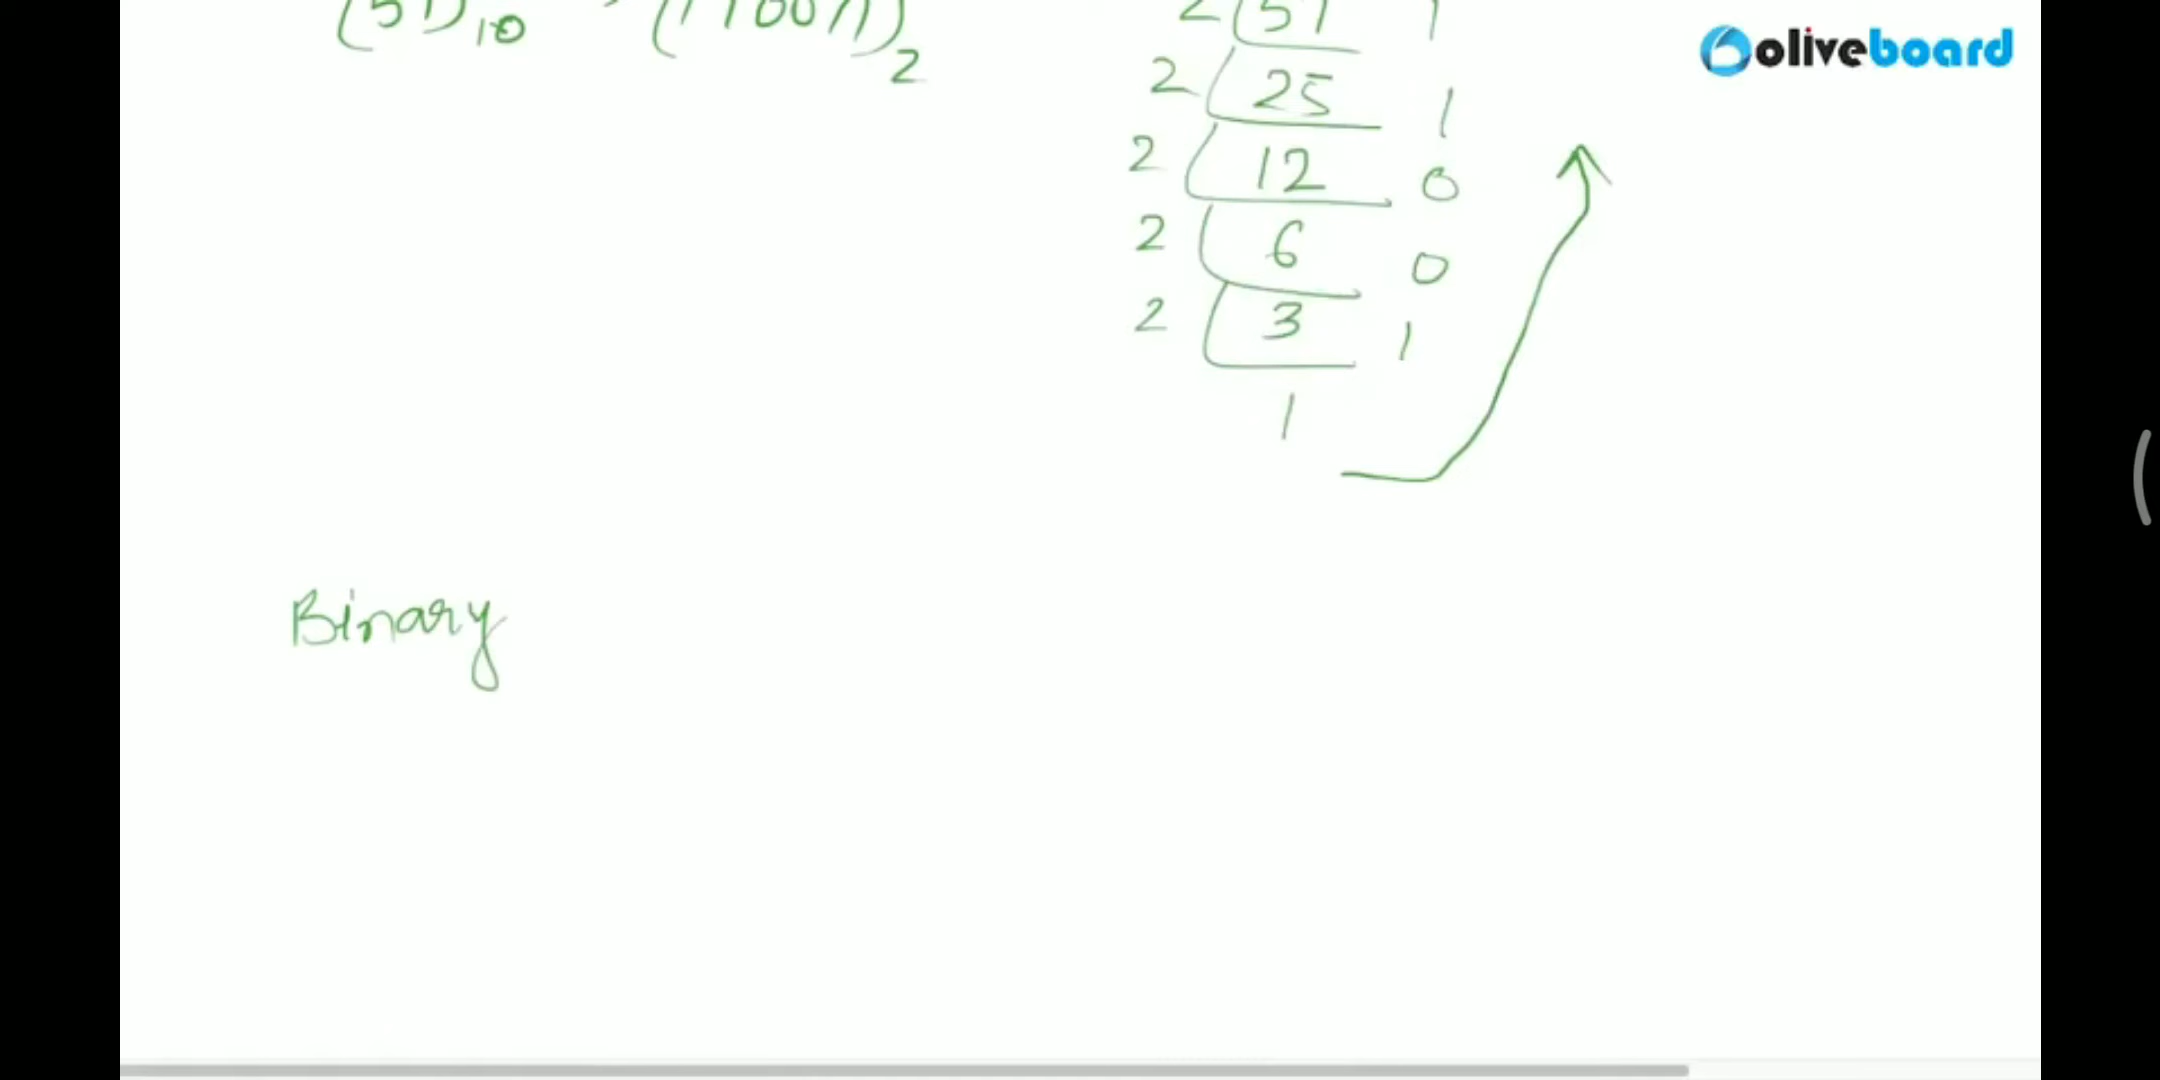 (51)10 (110011)2
2 51 1
oliveboard
2 25 1
2 12 0
2 6 0
2 3 1
1
Binary